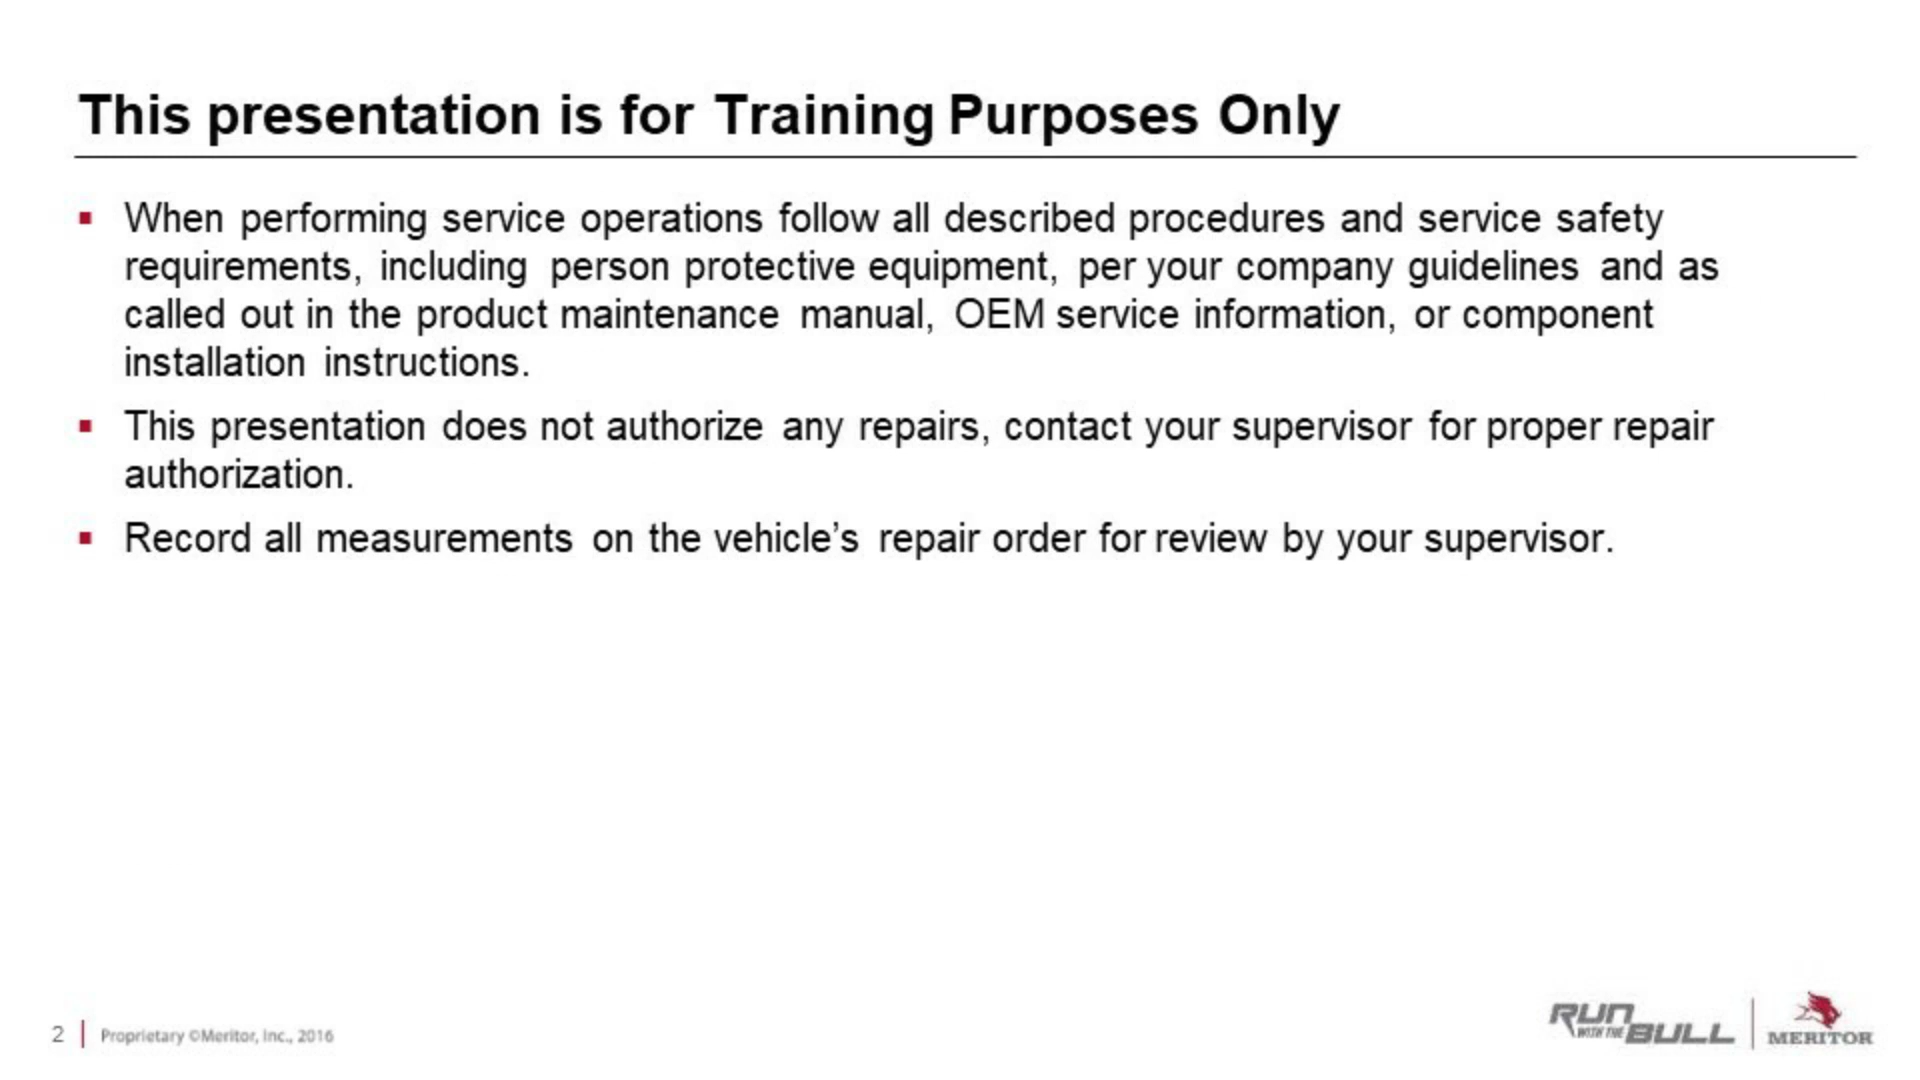 This presentation is for Training Purposes Only
▪ When performing service operations follow all described procedures and service safety
requirements, including person protective equipment, per your company guidelines and as
called out in the product maintenance manual, OEM service information, or component
installation instructions.
▪ This presentation does not authorize any repairs, contact your supervisor for proper repair
authorization.
▪ Record all measurements on the vehicle’s repair order for review by your supervisor.
2 | Proprietary ©Meritor, Inc., 2016
RUN WITH THE BULL
MERITOR